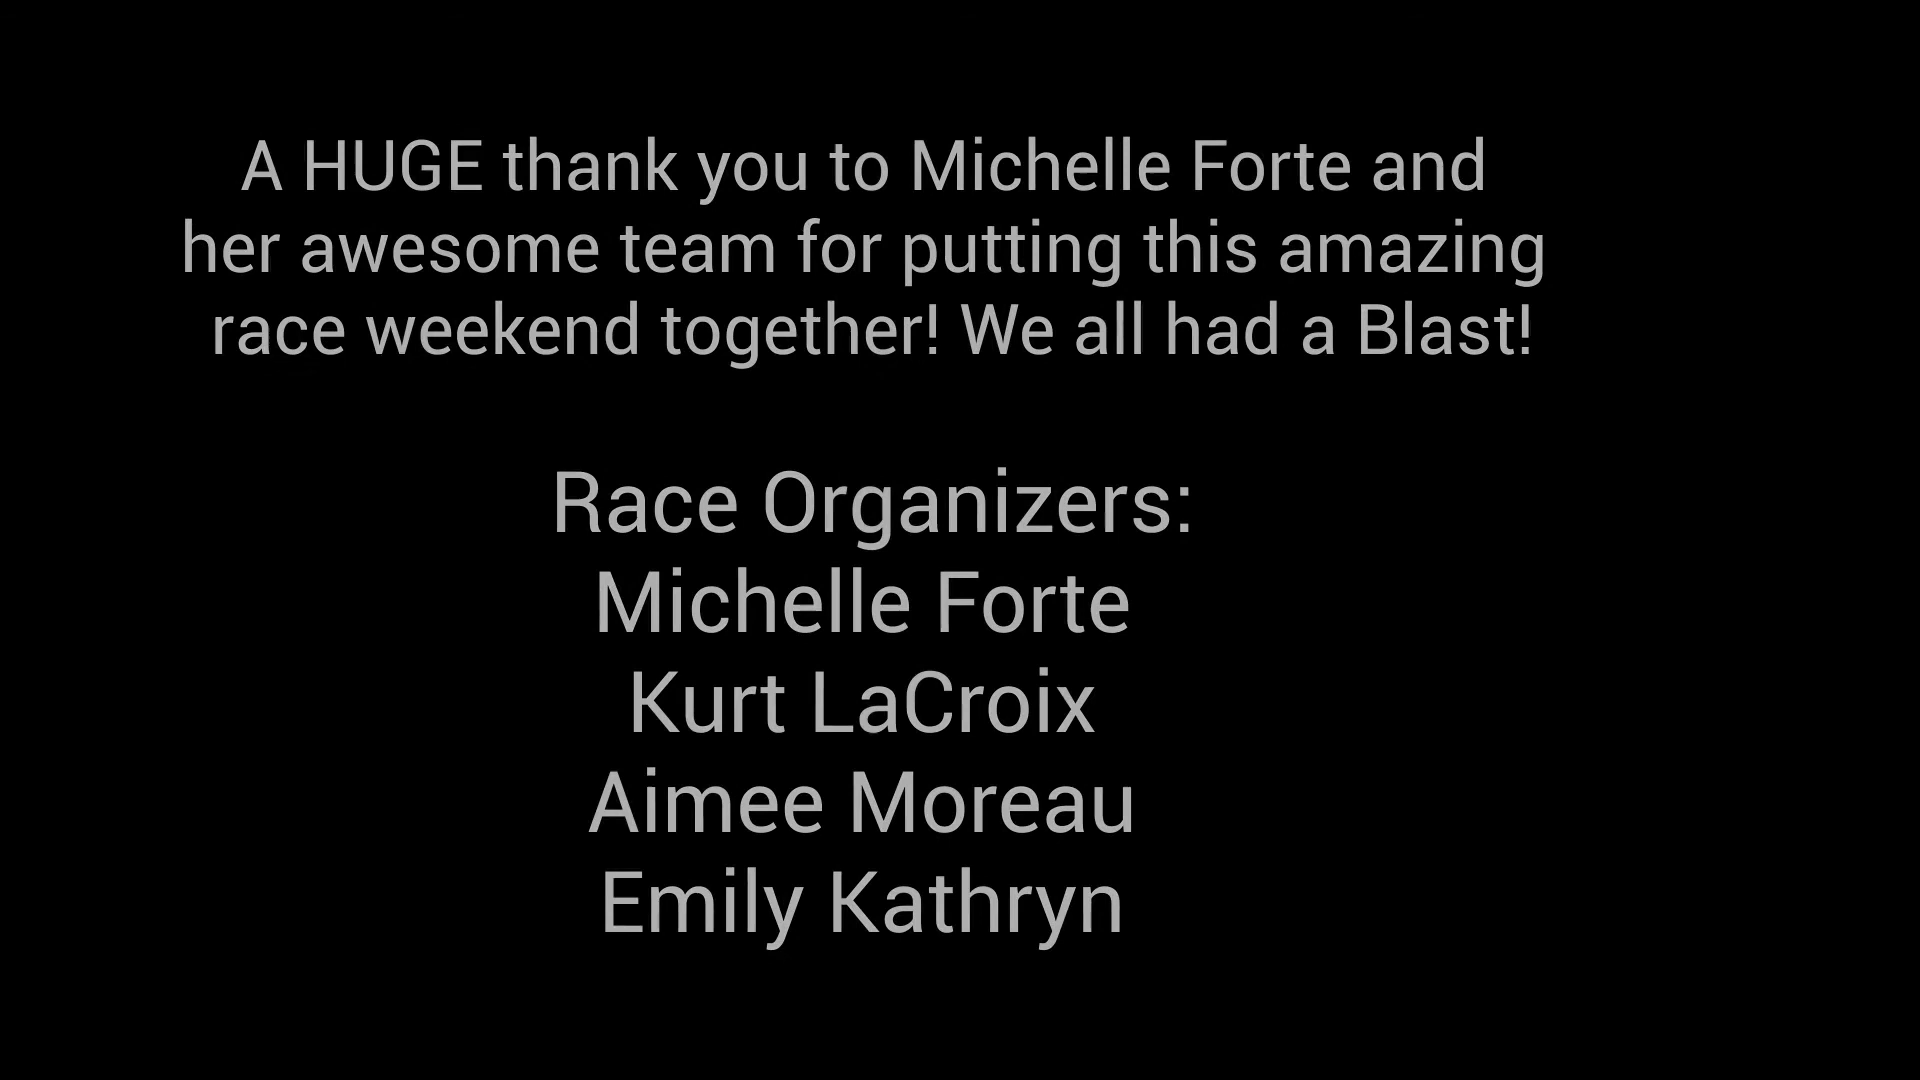 A HUGE thank you to Michelle Forte and
her awesome team for putting this amazing
race weekend together! We all had a Blast!
Race Organizers:
Michelle Forte
Kurt LaCroix
Aimee Moreau
Emily Kathryn